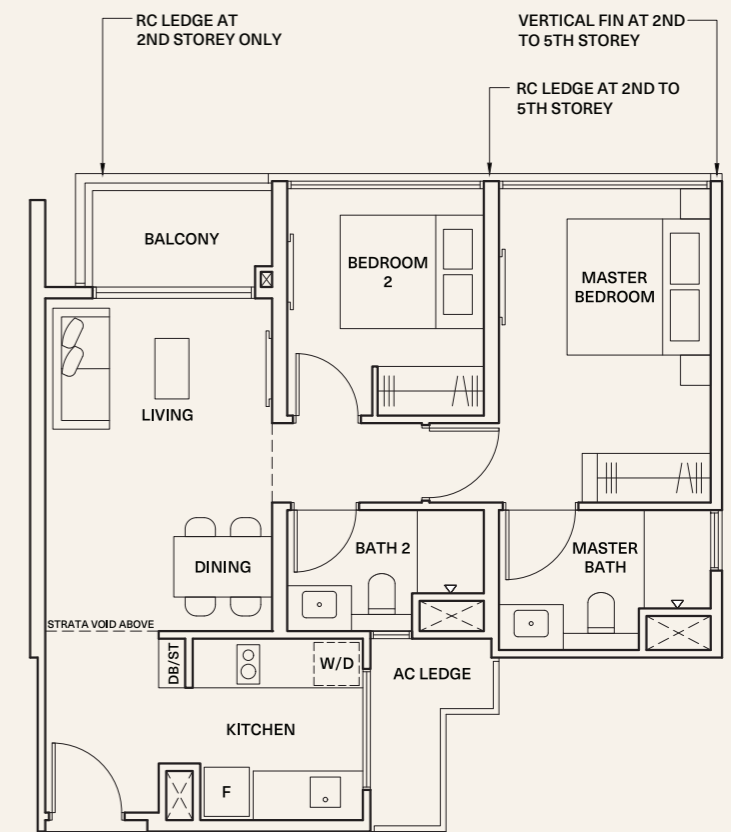 RC LEDGE AT
2ND STOREY ONLY
VERTICAL FIN AT 2ND
TO 5TH STOREY
RC LEDGE AT 2ND TO
5TH STOREY
BALCONY
BEDROOM
2
MASTER
BEDROOM
LIVING
DINING
BATH 2
MASTER
BATH
STRATA VOID ABOVE
DB/ST
W/D
AC LEDGE
KITCHEN
F